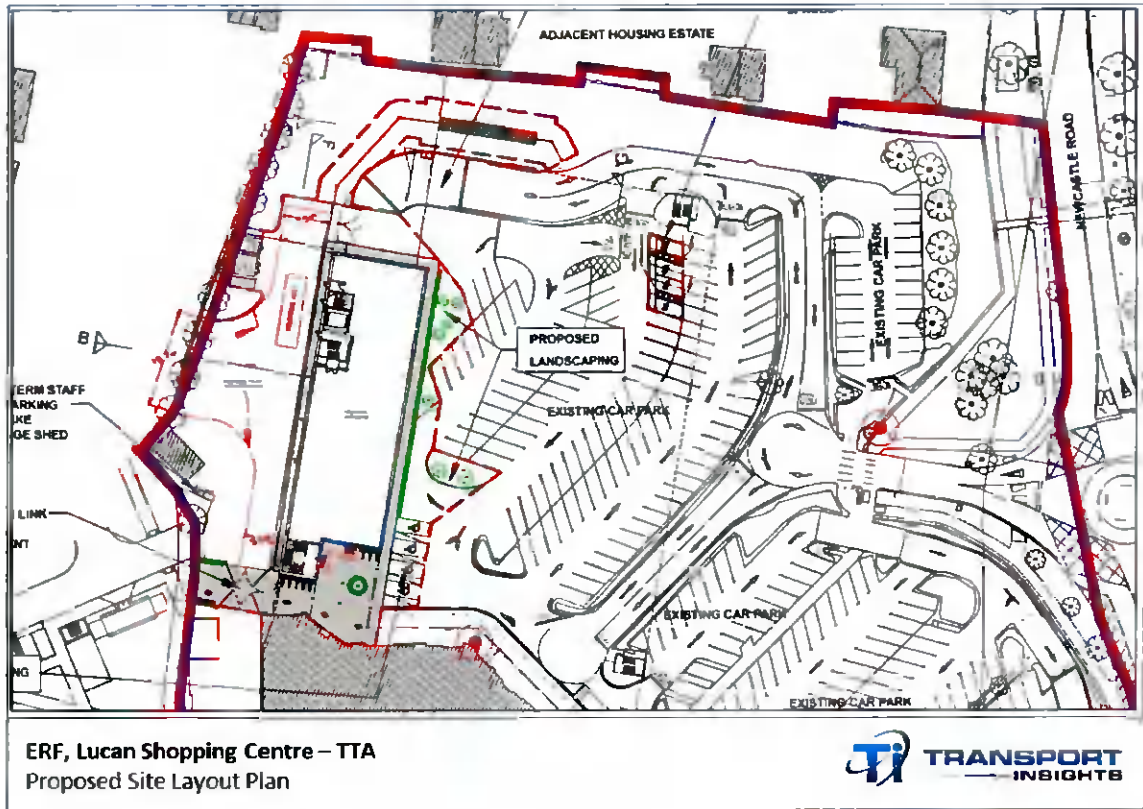 ADJACENT HOUSING ESTATE
NEWCASTLE ROAD
EXISTING CAR PARK
PROPOSED
LANDSCAPING
B
TERM STAFF
ARKING
KE
GE SHED
EXISTING CAR PARK
LINK
NT
EXISTING CAR PARK
NG
EXISTING CAR PARK
ERF, Lucan Shopping Centre – TTA
Proposed Site Layout Plan
Ti TRANSPORT
INSIGHTS